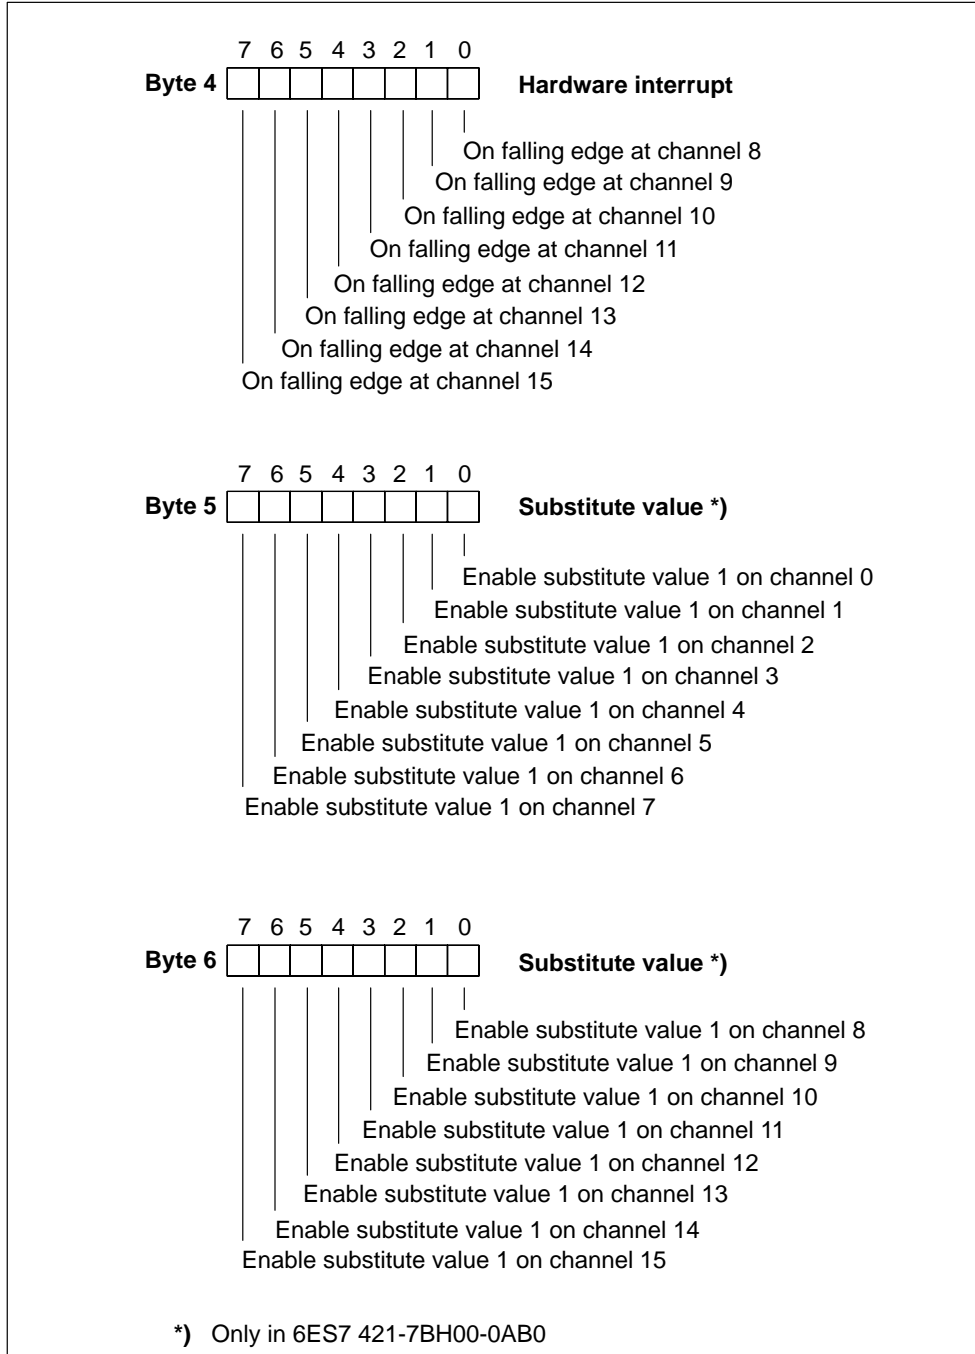 7 6 5 4 3 2 1 0
Byte 4 Hardware interrupt
On falling edge at channel 8
On falling edge at channel 9
On falling edge at channel 10
On falling edge at channel 11
On falling edge at channel 12
On falling edge at channel 13
On falling edge at channel 14
On falling edge at channel 15
7 6 5 4 3 2 1 0
Byte 5 Substitute value *)
Enable substitute value 1 on channel 0
Enable substitute value 1 on channel 1
Enable substitute value 1 on channel 2
Enable substitute value 1 on channel 3
Enable substitute value 1 on channel 4
Enable substitute value 1 on channel 5
Enable substitute value 1 on channel 6
Enable substitute value 1 on channel 7
7 6 5 4 3 2 1 0
Byte 6 Substitute value *)
Enable substitute value 1 on channel 8
Enable substitute value 1 on channel 9
Enable substitute value 1 on channel 10
Enable substitute value 1 on channel 11
Enable substitute value 1 on channel 12
Enable substitute value 1 on channel 13
Enable substitute value 1 on channel 14
Enable substitute value 1 on channel 15
*) Only in 6ES7 421-7BH00-0AB0